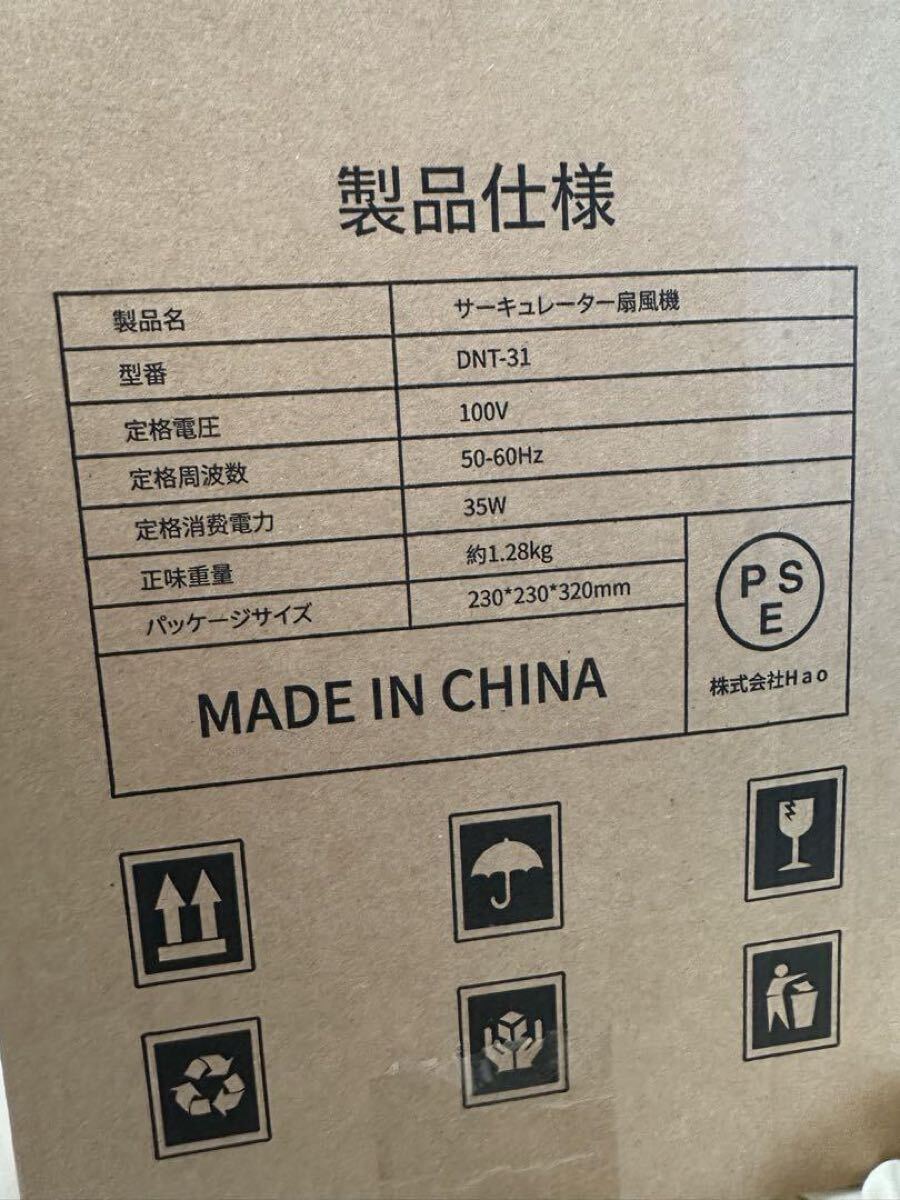 製品仕様
製品名 サーキュレーター扇風機
型番 DNT-31
定格電圧 100V
定格周波数 50-60Hz
定格消費電力 35W
正味重量 約1.28kg
パッケージサイズ 230*230*320mm
MADE IN CHINA
PSE
株式会社Hao